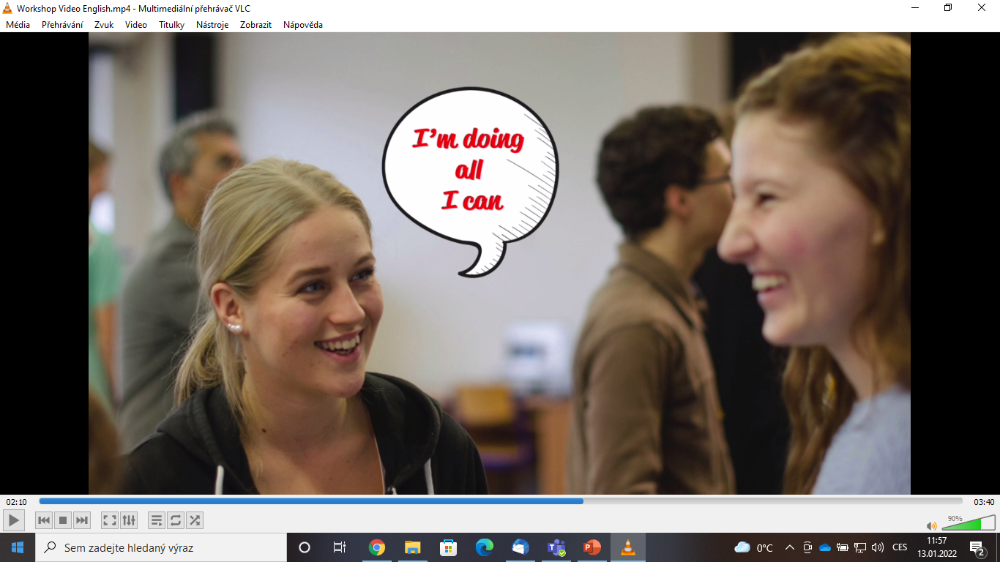 Workshop Video English.mp4 - Multimediální přehrávač VLC
Média Přehrávání Zvuk Video Titulky Nástroje Zobrazit Nápověda
I'm doing
all
I can
02:10 03:40
90%
Sem zadejte hledaný výraz
0°C CES 11:57
13.01.2022
2